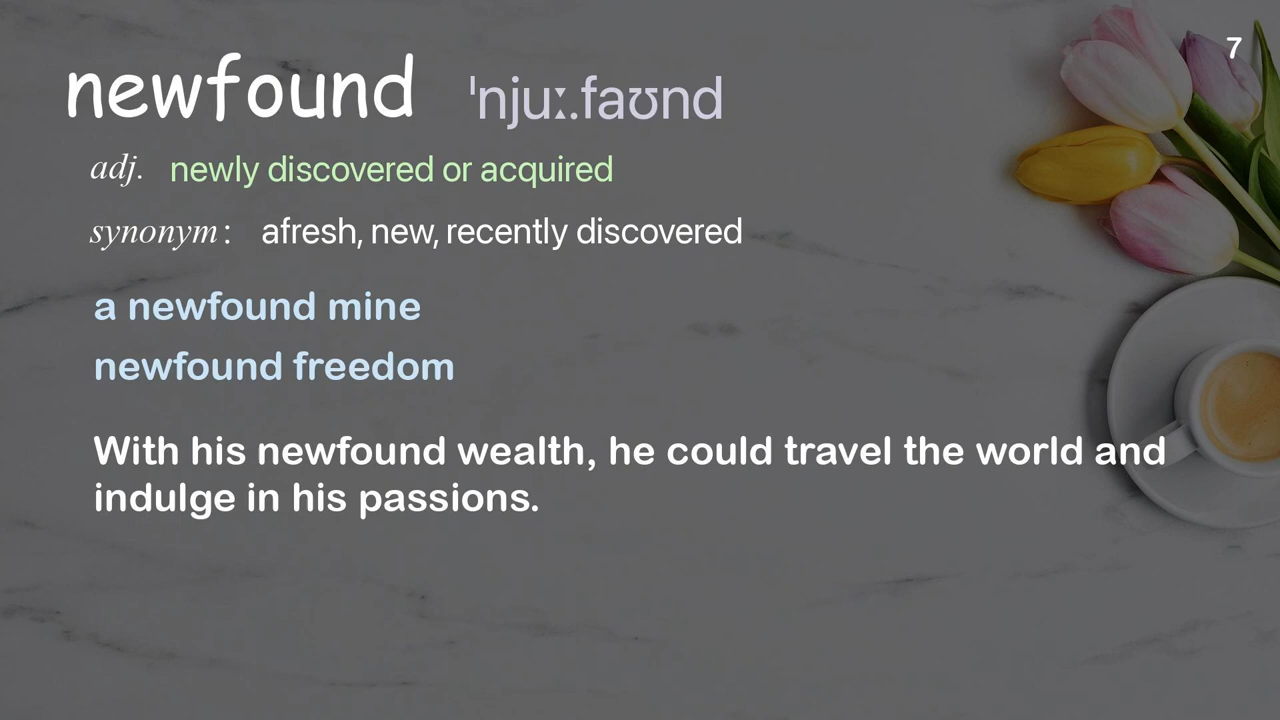 7
newfound ˈnjuː.faʊnd
adj. newly discovered or acquired
synonym: afresh, new, recently discovered
a newfound mine
newfound freedom
With his newfound wealth, he could travel the world and
indulge in his passions.